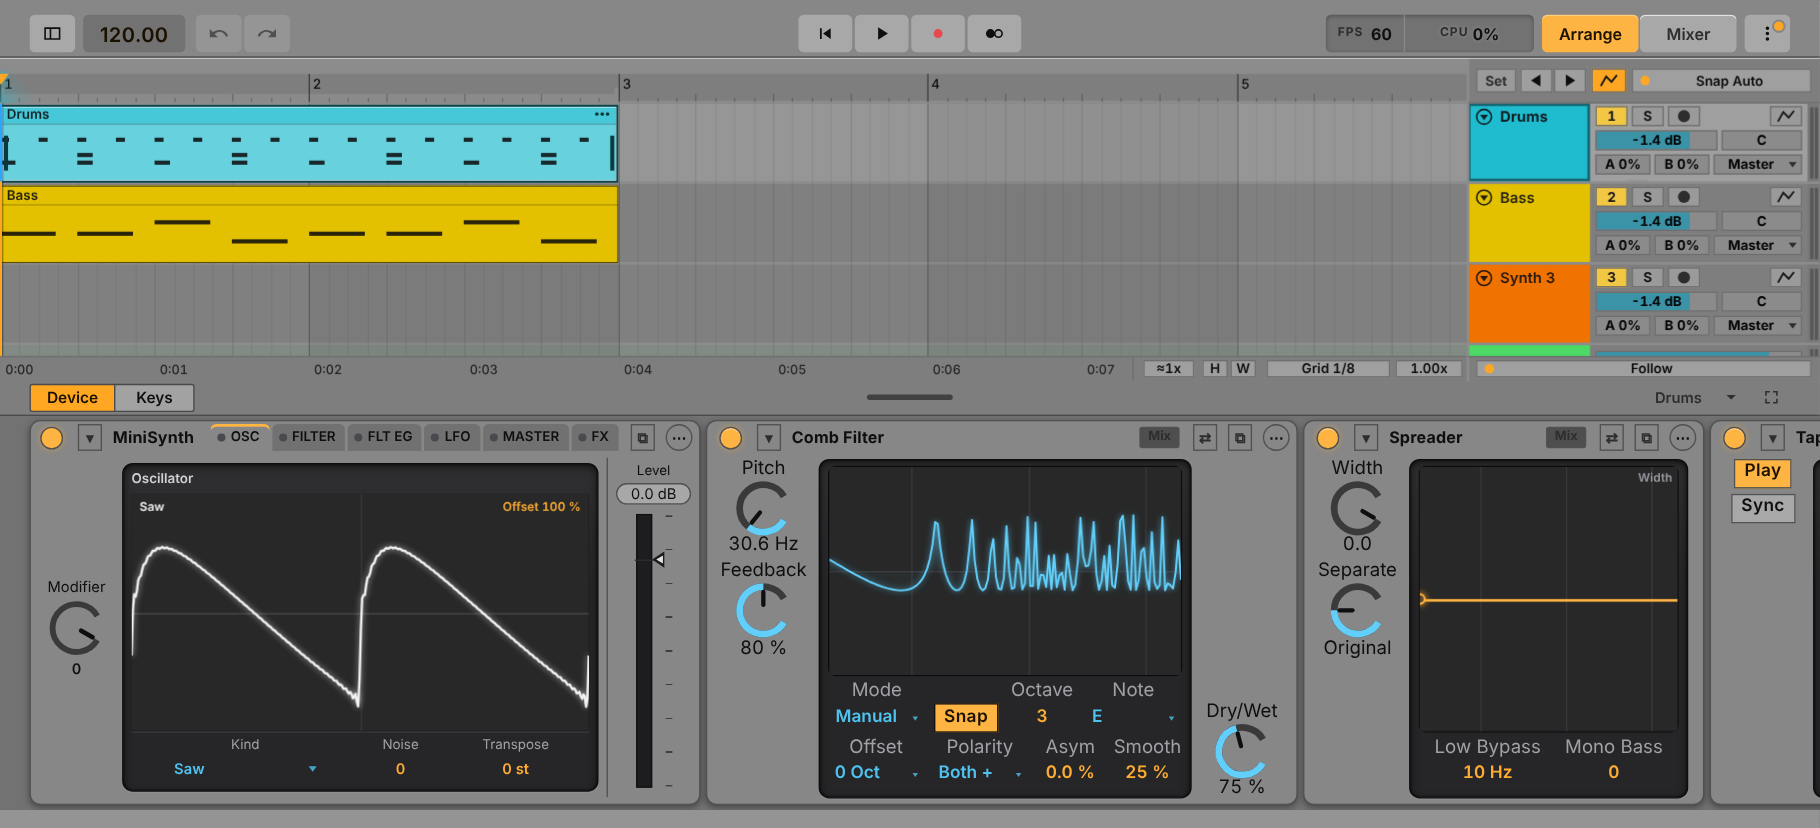 120.00
FPS 60
CPU 0%
Arrange
Mixer
1 2 3 4 5
Set
Snap Auto
Drums
Drums
1 S
-1.4 dB C
A 0% B 0% Master
Bass
Bass
2 S
-1.4 dB C
A 0% B 0% Master
Synth 3
3 S
-1.4 dB C
A 0% B 0% Master
0:00 0:01 0:02 0:03 0:04 0:05 0:06 0:07
≈1x H W Grid 1/8 1.00x
Follow
Device Keys
Drums
MiniSynth OSC FILTER FLT EG LFO MASTER FX
Modifier
0
Oscillator
Saw Offset 100 %
Kind Noise Transpose
Saw 0 0 st
Level
0.0 dB
Comb Filter Mix
Pitch
30.6 Hz
Feedback
80 %
Mode Octave Note
Manual Snap 3 E
Offset Polarity Asym Smooth
0 Oct Both + 0.0 % 25 %
Dry/Wet
75 %
Spreader Mix
Width
0.0
Separate
Original
Width
Low Bypass Mono Bass
10 Hz 0
Play
Sync